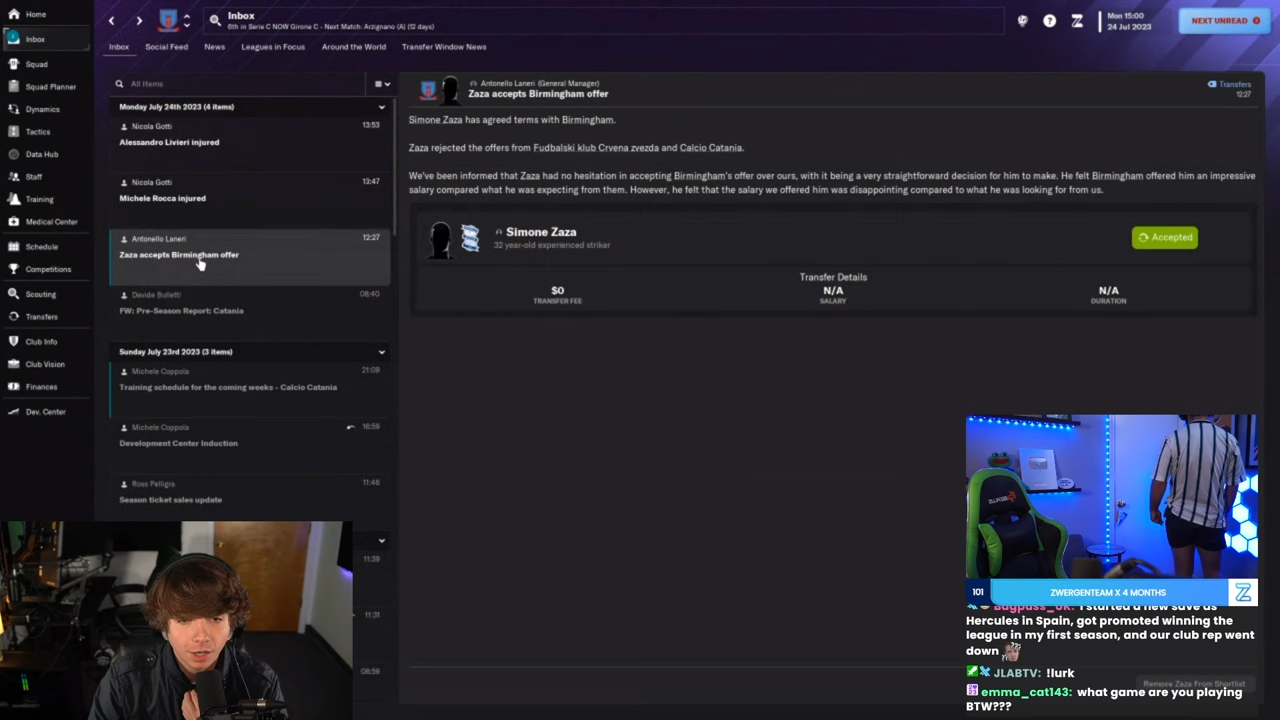 Home
Inbox
Squad
Squad Planner
Dynamics
Tactics
Data Hub
Staff
Training
Medical Center
Schedule
Competitions
Scouting
Transfers
Club Info
Club Vision
Finances
Dev. Center
Inbox
6th in Serie C NOW Girone C - Next Match: Arzignano (A) (12 days)
Mon 15:00
24 Jul 2023
NEXT UNREAD
Inbox
Social Feed
News
Leagues in Focus
Around the World
Transfer Window News
All Items
Monday July 24th 2023 (4 items)
Nicola Gotti 13:53
Alessandro Livieri injured
Nicola Gotti 13:47
Michele Rocca injured
Antonello Laneri 12:27
Zaza accepts Birmingham offer
Davide Bulletti 08:40
FW: Pre-Season Report: Catania
Sunday July 23rd 2023 (3 items)
Michele Coppola 21:09
Training schedule for the coming weeks - Calcio Catania
Michele Coppola 16:59
Development Center Induction
Ross Pelligra 11:46
Season ticket sales update
11:39
11:31
08:59
Antonello Laneri (General Manager)
Zaza accepts Birmingham offer
Transfers
12:27
Simone Zaza has agreed terms with Birmingham.
Zaza rejected the offers from Fudbalski klub Crvena zvezda and Calcio Catania.
We've been informed that Zaza had no hesitation in accepting Birmingham's offer over ours, with it being a very straightforward decision for him to make. He felt Birmingham offered him an impressive
salary compared what he was expecting from them. However, he felt that the salary we offered him was disappointing compared to what he was looking for from us.
Simone Zaza
32 year-old experienced striker
Accepted
Transfer Details
$0
TRANSFER FEE
N/A
SALARY
N/A
DURATION
101 ZWERGENTEAM X 4 MONTHS
Bagpuss_UK: I started a new save as
Hercules in Spain, got promoted winning the
league in my first season, and our club rep went
down
JLABTV: !lurk
emma_cat143: what game are you playing
BTW???
Remove Zaza From Shortlist